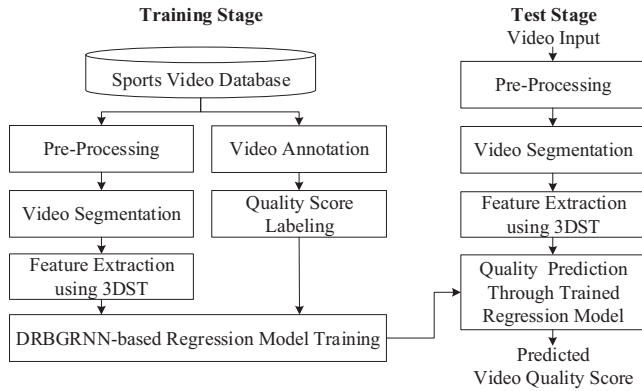 Training Stage
Sports Video Database
Pre-Processing
Video Annotation
Video Segmentation
Quality Score
Labeling
Feature Extraction
using 3DST
DRBGRNN-based Regression Model Training
Test Stage
Video Input
Pre-Processing
Video Segmentation
Feature Extraction
using 3DST
Quality Prediction
Through Trained
Regression Model
Predicted
Video Quality Score